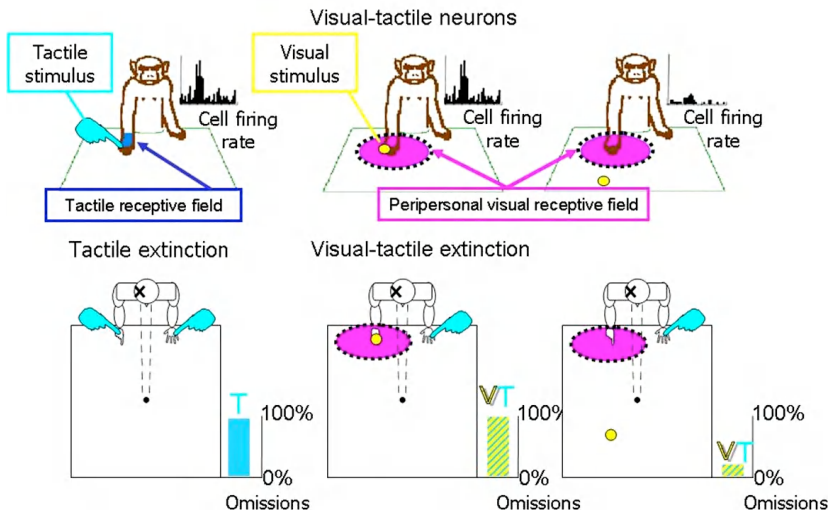 Visual-tactile neurons
Tactile
stimulus
Cell firing
rate
Visual
stimulus
Cell firing
rate
Cell firing
rate
Tactile receptive field
Peripersonal visual receptive field
Tactile extinction
Visual-tactile extinction
T
100%
0%
Omissions
VT
100%
0%
Omissions
VT
100%
0%
Omissions